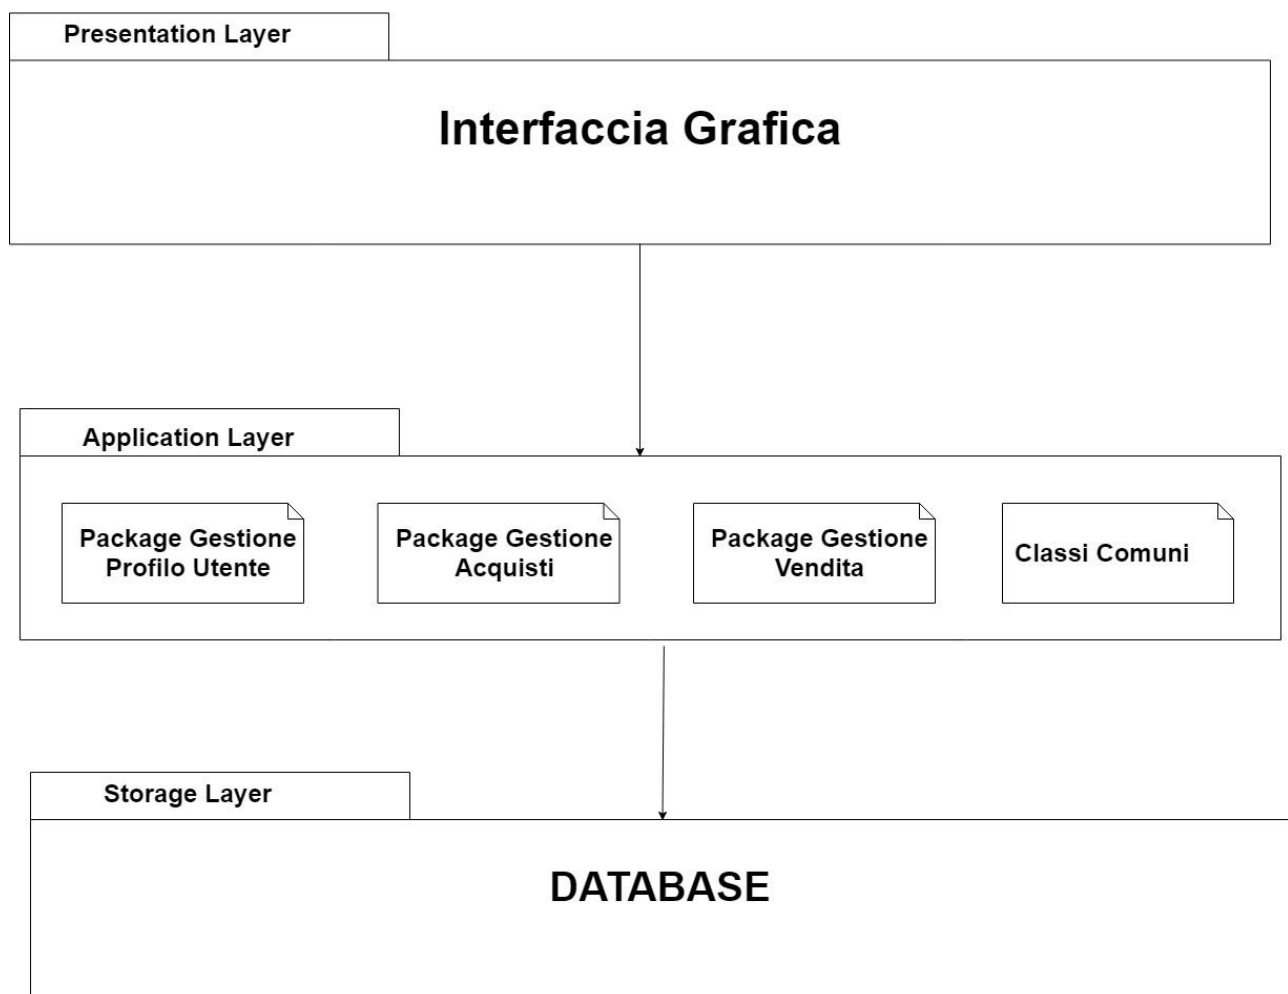 Presentation Layer
Interfaccia Grafica
Application Layer
Package Gestione
Profilo Utente
Package Gestione
Acquisti
Package Gestione
Vendita
Classi Comuni
Storage Layer
DATABASE